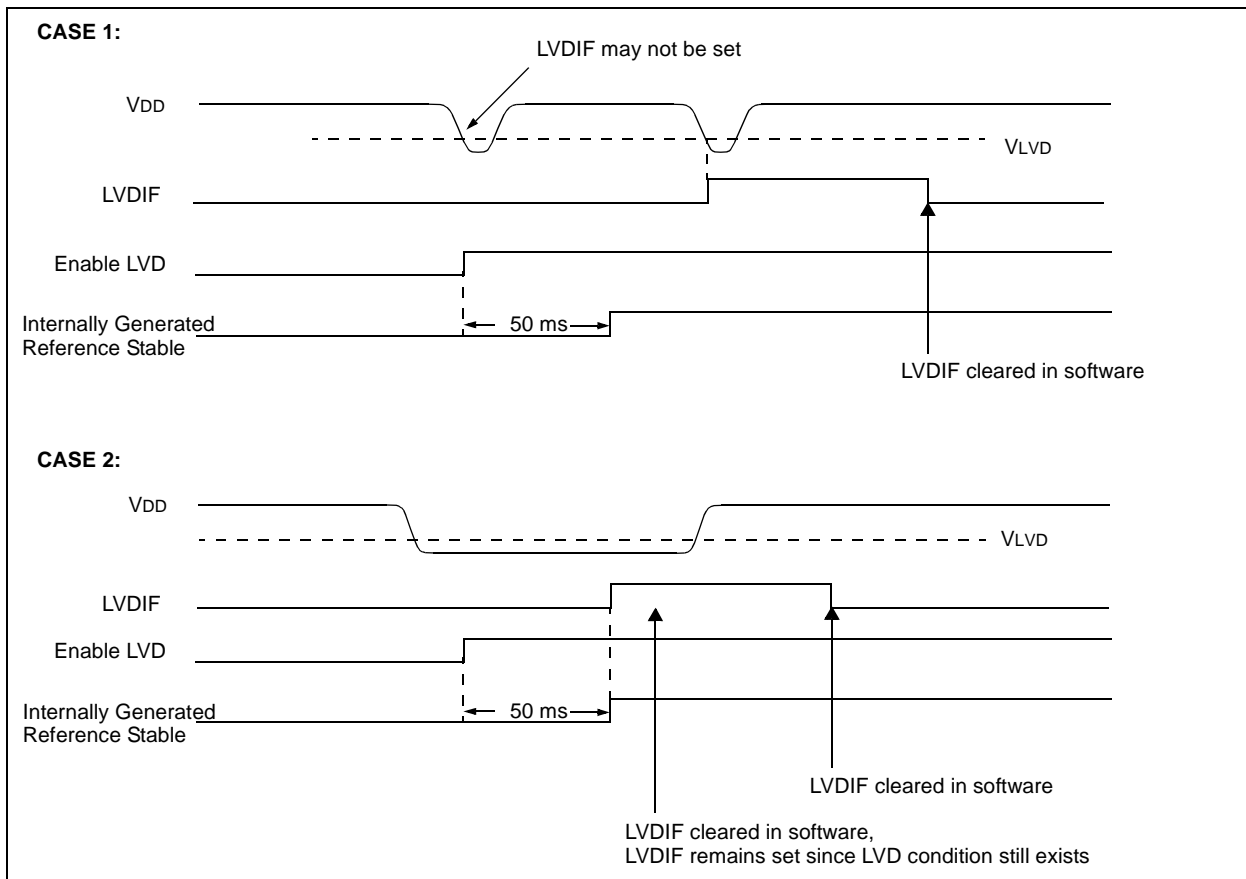 CASE 1:
LVDIF may not be set
VDD
VLVD
LVDIF
Enable LVD
50 ms
Internally Generated
Reference Stable
LVDIF cleared in software
CASE 2:
VDD
VLVD
LVDIF
Enable LVD
50 ms
Internally Generated
Reference Stable
LVDIF cleared in software
LVDIF cleared in software,
LVDIF remains set since LVD condition still exists